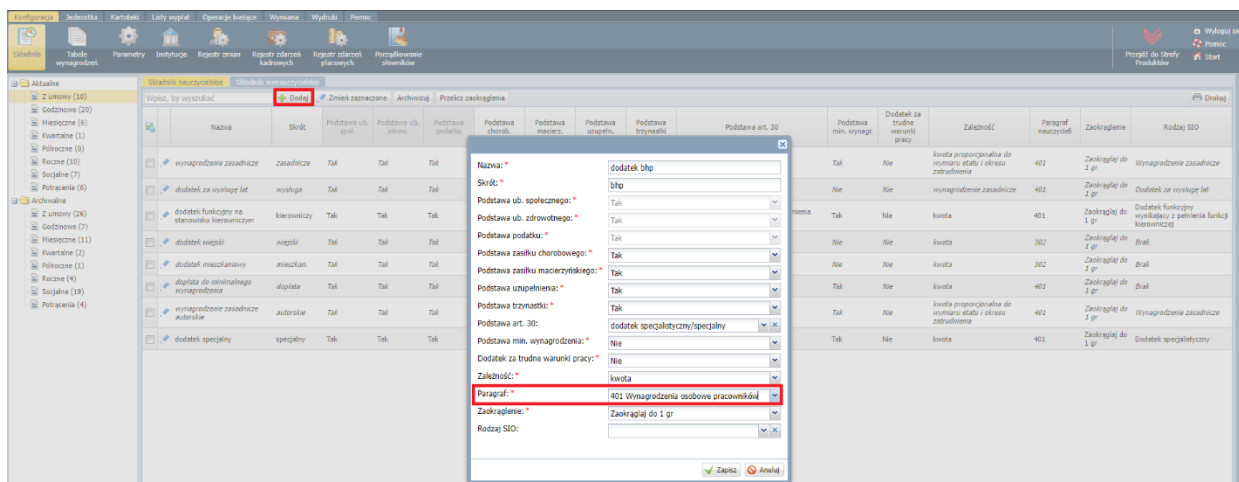 Konfiguracja Jednostka Kartoteki Listy wypłat Operacje bieżące Wymiana Wydruki Pomoc
Składniki
Tabele wynagrodzeń
Parametry
Instytucje
Rejestr zmian
Rejestr zdarzeń kadrowych
Rejestr zdarzeń płacowych
Porządkowanie słowników
Przejdź do Strefy Produktów
Wyloguj się
Pomoc
Start
Aktualne
Z umowy (10)
Godzinowe (20)
Miesięczne (6)
Kwartalne (1)
Półroczne (0)
Roczne (10)
Socjalne (7)
Potrącenia (6)
Archiwalne
Z umowy (26)
Godzinowe (7)
Miesięczne (11)
Kwartalne (2)
Półroczne (1)
Roczne (4)
Socjalne (19)
Potrącenia (4)
Składniki nauczycielskie Składniki nienauczycielskie
Wpisz, by wyszukać Dodaj Zmień zaznaczone Archiwizuj Przelicz zaokrąglenia Drukuj
Nazwa Skrót Podstawa ub. społ. Podstawa ub. zdrow. Podstawa podatku Podstawa chorob. Podstawa macierz. Podstawa uzupełn. Podstawa trzynastki Podstawa art. 30 Podstawa min. wynagr. Dodatek za trudne warunki pracy Zależność Paragraf nauczycieli Zaokrąglenie Rodzaj SIO
wynagrodzenie zasadnicze zasadnicze Tak Tak Tak Tak Nie kwota proporcjonalna do wymiaru etatu i okresu zatrudnienia 401 Zaokrąglaj do 1 gr Wynagrodzenie zasadnicze
dodatek za wysługę lat wysługa Tak Tak Tak Nie Nie wynagrodzenie zasadnicze 401 Zaokrąglaj do 1 gr Dodatek za wysługę lat
dodatek funkcyjny na stanowisku kierowniczym kierowniczy Tak Tak Tak Tak Nie kwota 401 Zaokrąglaj do 1 gr Dodatek funkcyjny wynikający z pełnienia funkcji kierowniczej
dodatek wiejski wiejski Tak Tak Tak Nie Nie kwota 302 Zaokrąglaj do 1 gr Brak
dodatek mieszkaniowy mieszkan. Tak Tak Tak Nie Nie kwota 302 Zaokrąglaj do 1 gr Brak
dopłata do minimalnego wynagrodzenia dopłata Tak Tak Tak Nie Nie kwota 401 Zaokrąglaj do 1 gr Brak
wynagrodzenie zasadnicze autorskie autorskie Tak Tak Tak Tak Nie kwota proporcjonalna do wymiaru etatu i okresu zatrudnienia 401 Zaokrąglaj do 1 gr Wynagrodzenie zasadnicze
dodatek specjalny specjalny Tak Tak Tak Tak Nie kwota 401 Zaokrąglaj do 1 gr Dodatek specjalistyczny
Nazwa: * dodatek bhp
Skrót: * bhp
Podstawa ub. społecznego: * Tak
Podstawa ub. zdrowotnego: * Tak
Podstawa podatku: * Tak
Podstawa zasiłku chorobowego: * Tak
Podstawa zasiłku macierzyńskiego: * Tak
Podstawa uzupełnienia: * Tak
Podstawa trzynastki: * Tak
Podstawa art. 30: dodatek specjalistyczny/specjalny
Podstawa min. wynagrodzenia: * Nie
Dodatek za trudne warunki pracy: * Nie
Zależność: * kwota
Paragraf: * 401 Wynagrodzenia osobowe pracowników
Zaokrąglenie: * Zaokrąglaj do 1 gr
Rodzaj SIO:
Zapisz Anuluj